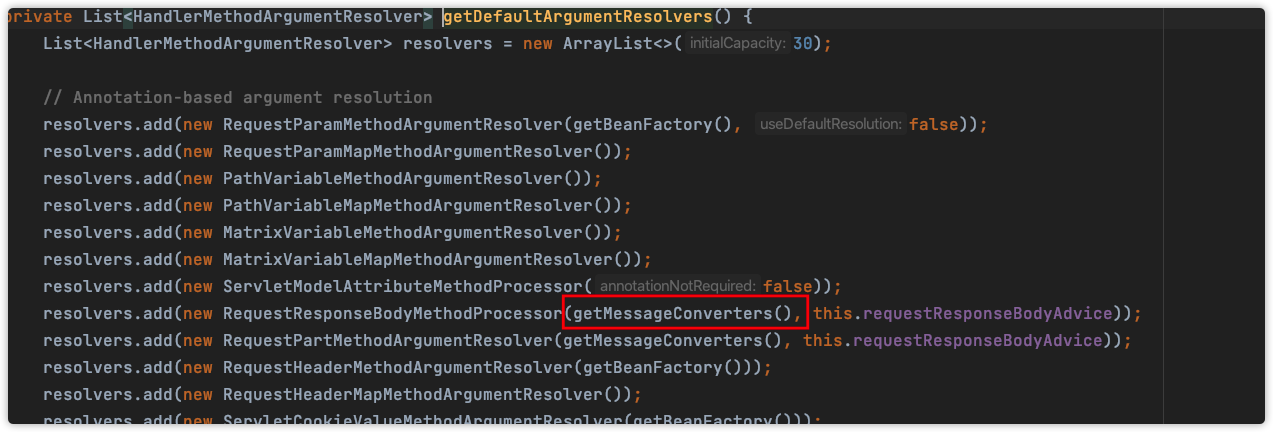 private List<HandlerMethodArgumentResolver> getDefaultArgumentResolvers() {
List<HandlerMethodArgumentResolver> resolvers = new ArrayList<>( initialCapacity: 30);
// Annotation-based argument resolution
resolvers.add(new RequestParamMethodArgumentResolver(getBeanFactory(), useDefaultResolution: false));
resolvers.add(new RequestParamMapMethodArgumentResolver());
resolvers.add(new PathVariableMethodArgumentResolver());
resolvers.add(new PathVariableMapMethodArgumentResolver());
resolvers.add(new MatrixVariableMethodArgumentResolver());
resolvers.add(new MatrixVariableMapMethodArgumentResolver());
resolvers.add(new ServletModelAttributeMethodProcessor( annotationNotRequired: false));
resolvers.add(new RequestResponseBodyMethodProcessor(getMessageConverters(), this.requestResponseBodyAdvice));
resolvers.add(new RequestPartMethodArgumentResolver(getMessageConverters(), this.requestResponseBodyAdvice));
resolvers.add(new RequestHeaderMethodArgumentResolver(getBeanFactory()));
resolvers.add(new RequestHeaderMapMethodArgumentResolver());
resolvers.add(new ServletCookieValueMethodArgumentResolver(getBeanFactory()));